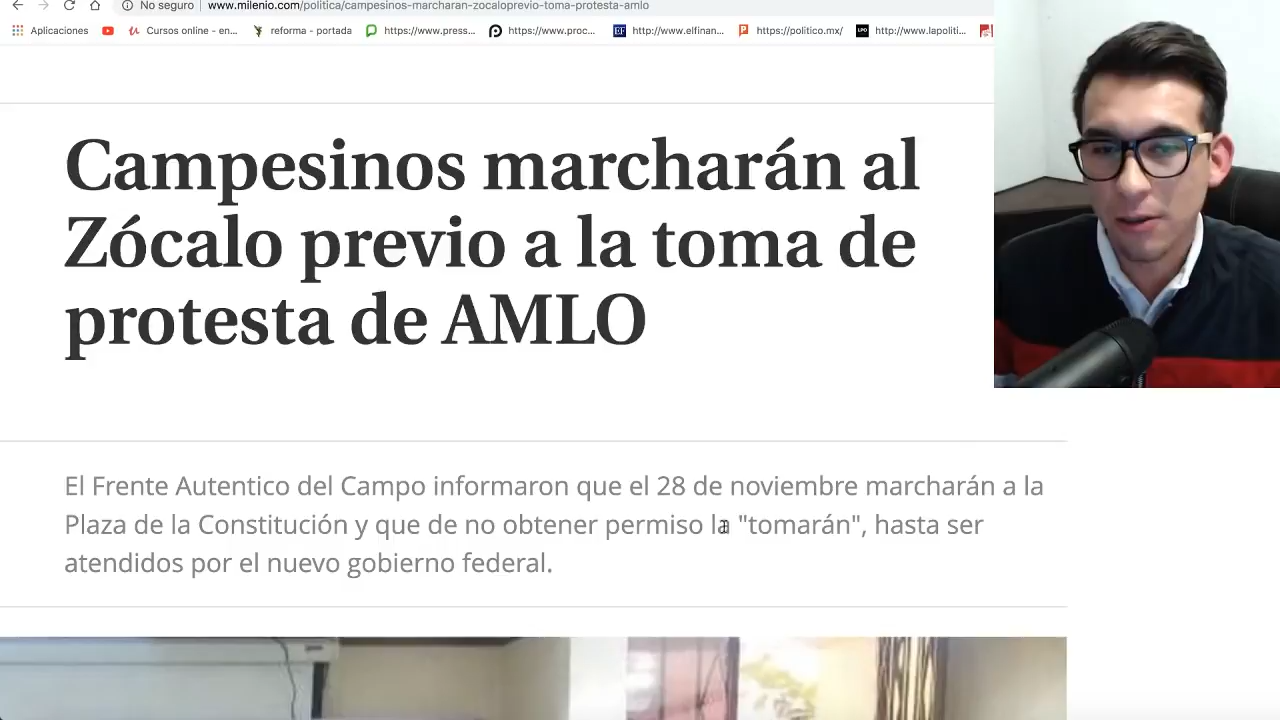 No seguro | www.milenio.com/politica/campesinos-marcharan-zocaloprevio-toma-protesta-amlo
Aplicaciones Cursos online - en... reforma - portada https://www.press... https://www.proc... EF http://www.elfinan... https://politico.mx/ LPO http://www.lapoliti...
Campesinos marcharán al
Zócalo previo a la toma de
protesta de AMLO
El Frente Autentico del Campo informaron que el 28 de noviembre marcharán a la
Plaza de la Constitución y que de no obtener permiso la "tomarán", hasta ser
atendidos por el nuevo gobierno federal.